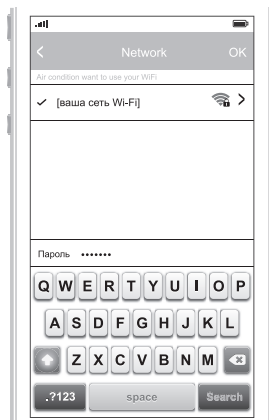 Network OK
Air condition want to use your WiFi
[ваша сеть Wi-Fi]
Пароль •••••••
Q W E R T Y U I O P
A S D F G H J K L
Z X C V B N M
.?123 space Search